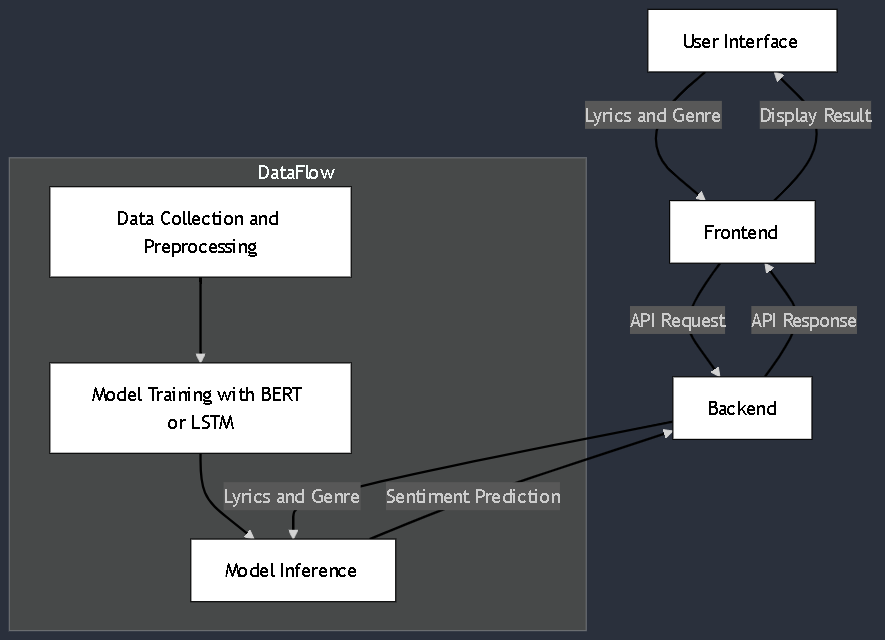 User Interface
Lyrics and Genre
Display Result
DataFlow
Data Collection and
Preprocessing
Frontend
API Request
API Response
Model Training with BERT
or LSTM
Backend
Lyrics and Genre
Sentiment Prediction
Model Inference